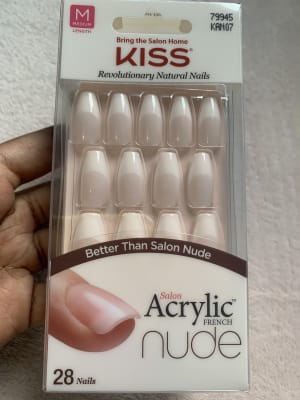 M
MEDIUM
LENGTH
79945
KAN07
Bring the Salon Home
KISS
Revolutionary Natural Nails
Better Than Salon Nude
Salon
Acrylic™
FRENCH
nude
28 Nails